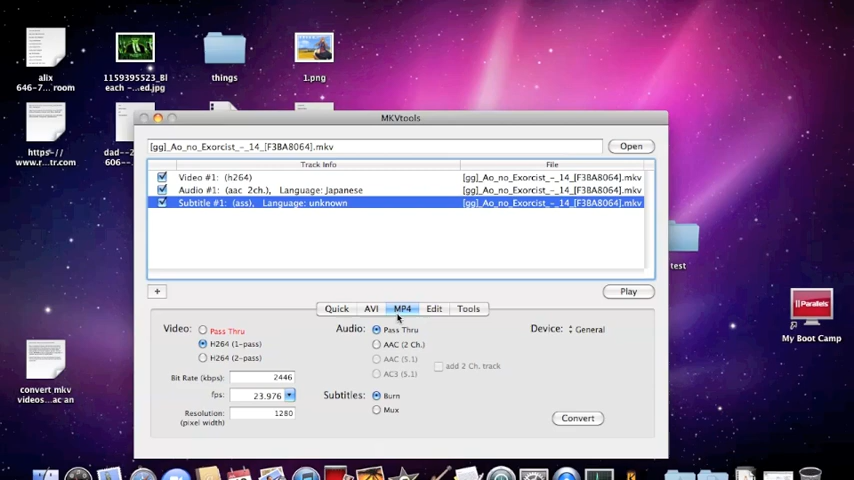 alix
646-7... room
1159395523_Bl
each - ...ed.jpg
things
1.png
https-//
www.r...tr.com
dad--2
606--
MKVtools
[gg]_Ao_no_Exorcist_-_14_[F3BA8064].mkv
Open
Track Info
File
Video #1: (h264)
[gg]_Ao_no_Exorcist_-_14_[F3BA8064].mkv
Audio #1: (aac 2ch.), Language: Japanese
[gg]_Ao_no_Exorcist_-_14_[F3BA8064].mkv
Subtitle #1: (ass), Language: unknown
[gg]_Ao_no_Exorcist_-_14_[F3BA8064].mkv
test
+
Play
Quick
AVI
MP4
Edit
Tools
Video:
Pass Thru
H264 (1-pass)
H264 (2-pass)
Bit Rate (kbps):
2446
fps:
23.976
Resolution:
(pixel width)
1280
Audio:
Pass Thru
AAC (2 Ch.)
AAC (5.1)
AC3 (5.1)
add 2 Ch. track
Subtitles:
Burn
Mux
Device:
General
Convert
Parallels
My Boot Camp
convert mkv
videos...ac an